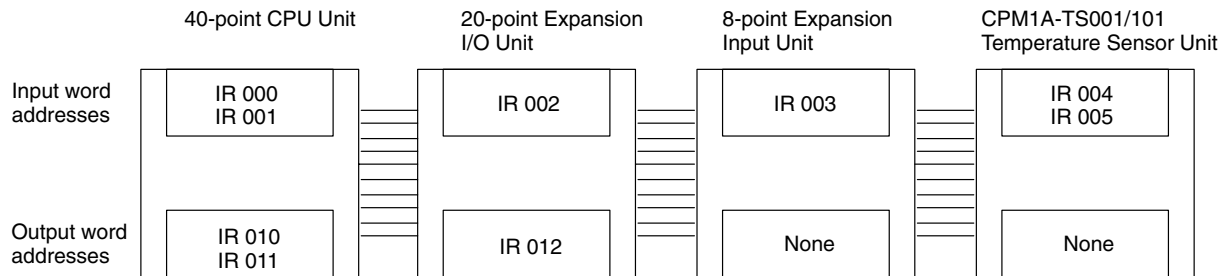 40-point CPU Unit
20-point Expansion
I/O Unit
8-point Expansion
Input Unit
CPM1A-TS001/101
Temperature Sensor Unit
Input word
addresses
IR 000
IR 001
IR 002
IR 003
IR 004
IR 005
Output word
addresses
IR 010
IR 011
IR 012
None
None